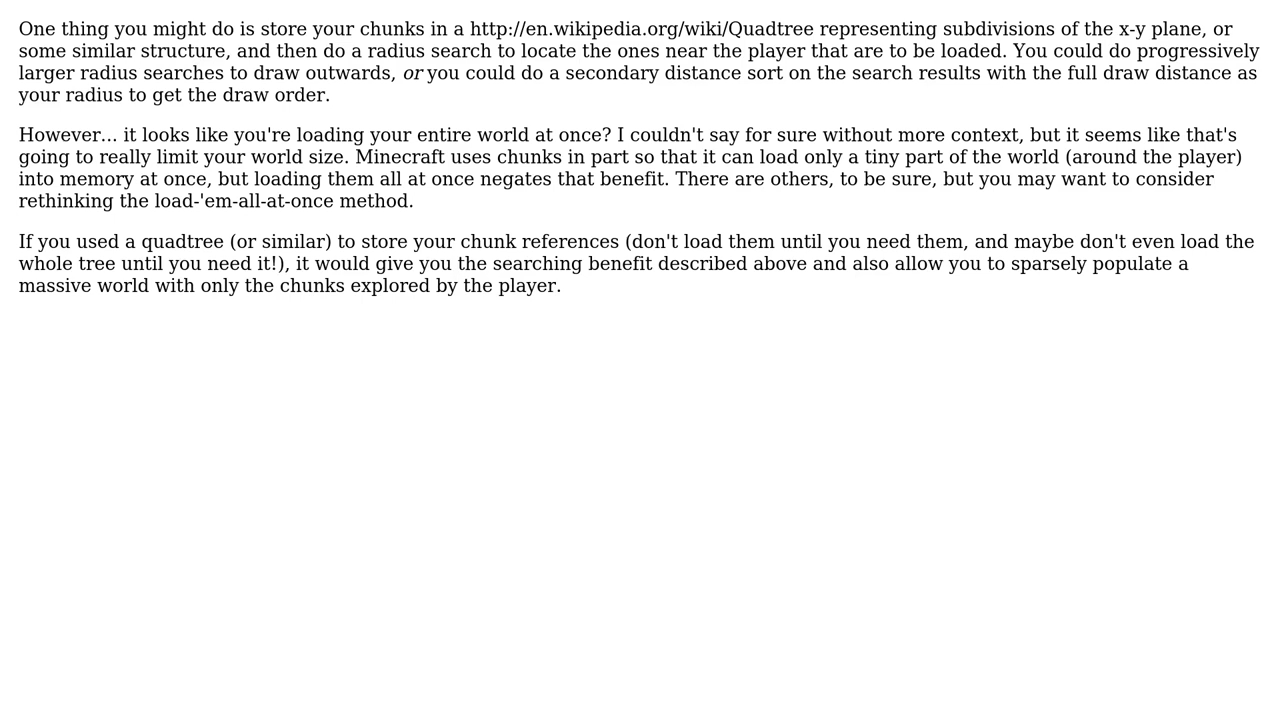 One thing you might do is store your chunks in a http://en.wikipedia.org/wiki/Quadtree representing subdivisions of the x-y plane, or
some similar structure, and then do a radius search to locate the ones near the player that are to be loaded. You could do progressively
larger radius searches to draw outwards, or you could do a secondary distance sort on the search results with the full draw distance as
your radius to get the draw order.
However... it looks like you're loading your entire world at once? I couldn't say for sure without more context, but it seems like that's
going to really limit your world size. Minecraft uses chunks in part so that it can load only a tiny part of the world (around the player)
into memory at once, but loading them all at once negates that benefit. There are others, to be sure, but you may want to consider
rethinking the load-'em-all-at-once method.
If you used a quadtree (or similar) to store your chunk references (don't load them until you need them, and maybe don't even load the
whole tree until you need it!), it would give you the searching benefit described above and also allow you to sparsely populate a
massive world with only the chunks explored by the player.